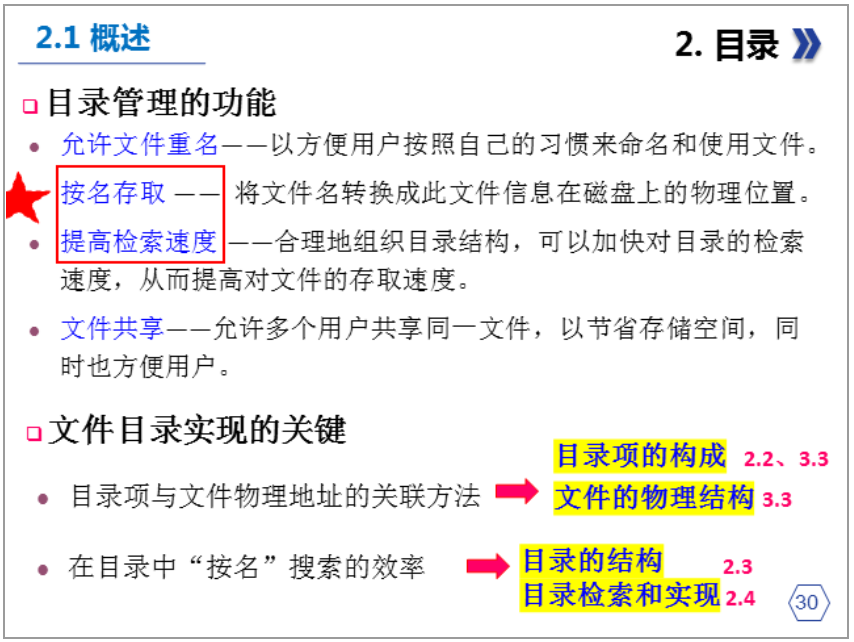 2.1 概述
2. 目录
目录管理的功能
允许文件重名——以方便用户按照自己的习惯来命名和使用文件。
按名存取 —— 将文件名转换成此文件信息在磁盘上的物理位置。
提高检索速度——合理地组织目录结构，可以加快对目录的检索
速度，从而提高对文件的存取速度。
文件共享——允许多个用户共享同一文件，以节省存储空间，同
时也方便用户。
文件目录实现的关键
目录项的构成 2.2、3.3
目录项与文件物理地址的关联方法
文件的物理结构 3.3
目录的结构 2.3
在目录中“按名”搜索的效率
目录检索和实现 2.4
30